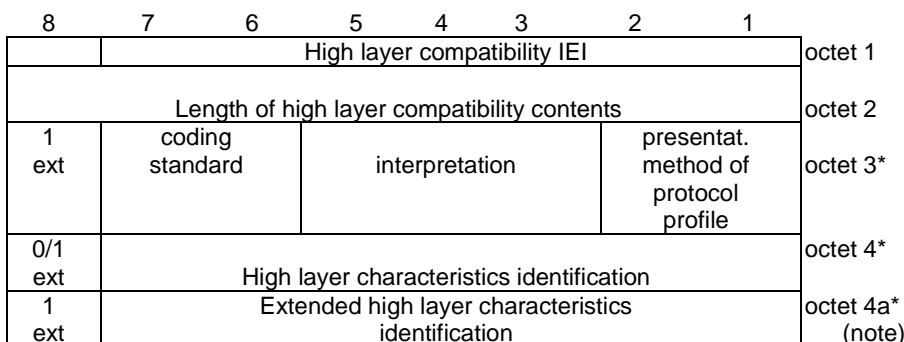 8 7 6 5 4 3 2 1
High layer compatibility IEI octet 1
Length of high layer compatibility contents octet 2
1 coding presentat.
ext standard interpretation method of octet 3*
protocol
profile
0/1 octet 4*
ext High layer characteristics identification
1 Extended high layer characteristics octet 4a*
ext identification (note)